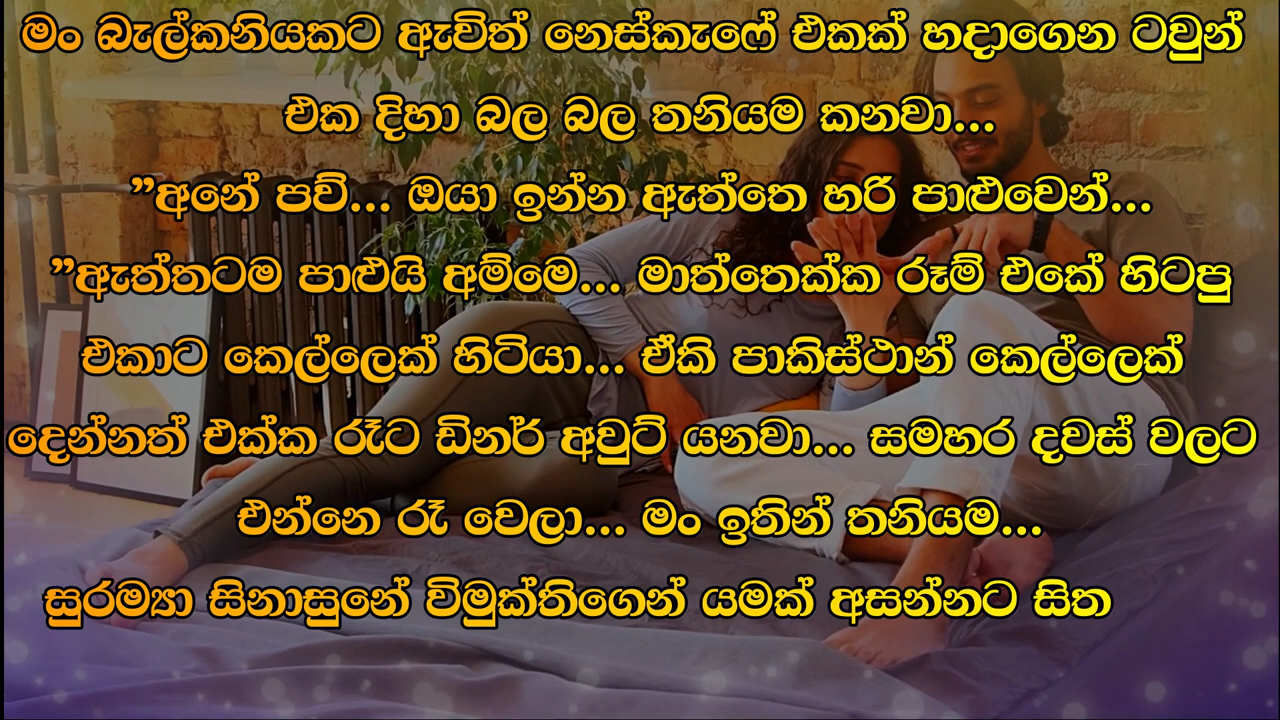 මං බැල්කනියකට ඇවිත් නෙස්කැෆේ එකක් හදාගෙන ටවුන්
එක දිහා බල බල තනියම කනවා...
”අනේ පව්... ඔයා ඉන්න ඇත්තෙ හරි පාළුවෙන්...
”ඇත්තටම පාළුයි අම්මෙ... මාත්තෙක්ක රූම් එකේ හිටපු
එකාට කෙල්ලෙක් හිටියා... ඒකි පාකිස්ථාන් කෙල්ලෙක්
දෙන්නත් එක්ක රෑට ඩිනර් අවුට් යනවා... සමහර දවස් වලට
එන්නෙ රෑ වෙලා... මං ඉතින් තනියම...
සුරම්‍යා සිනාසුනේ විමුක්තිගෙන් යමක් අසන්නට සිත